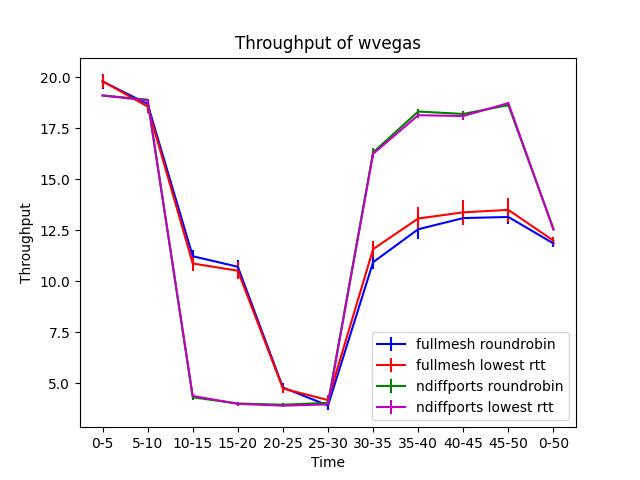 Throughput of wvegas
Throughput
20.0
17.5
15.0
12.5
10.0
7.5
5.0
fullmesh roundrobin
fullmesh lowest rtt
ndiffports roundrobin
ndiffports lowest rtt
0-5 5-10 10-15 15-20 20-25 25-30 30-35 35-40 40-45 45-50 0-50
Time